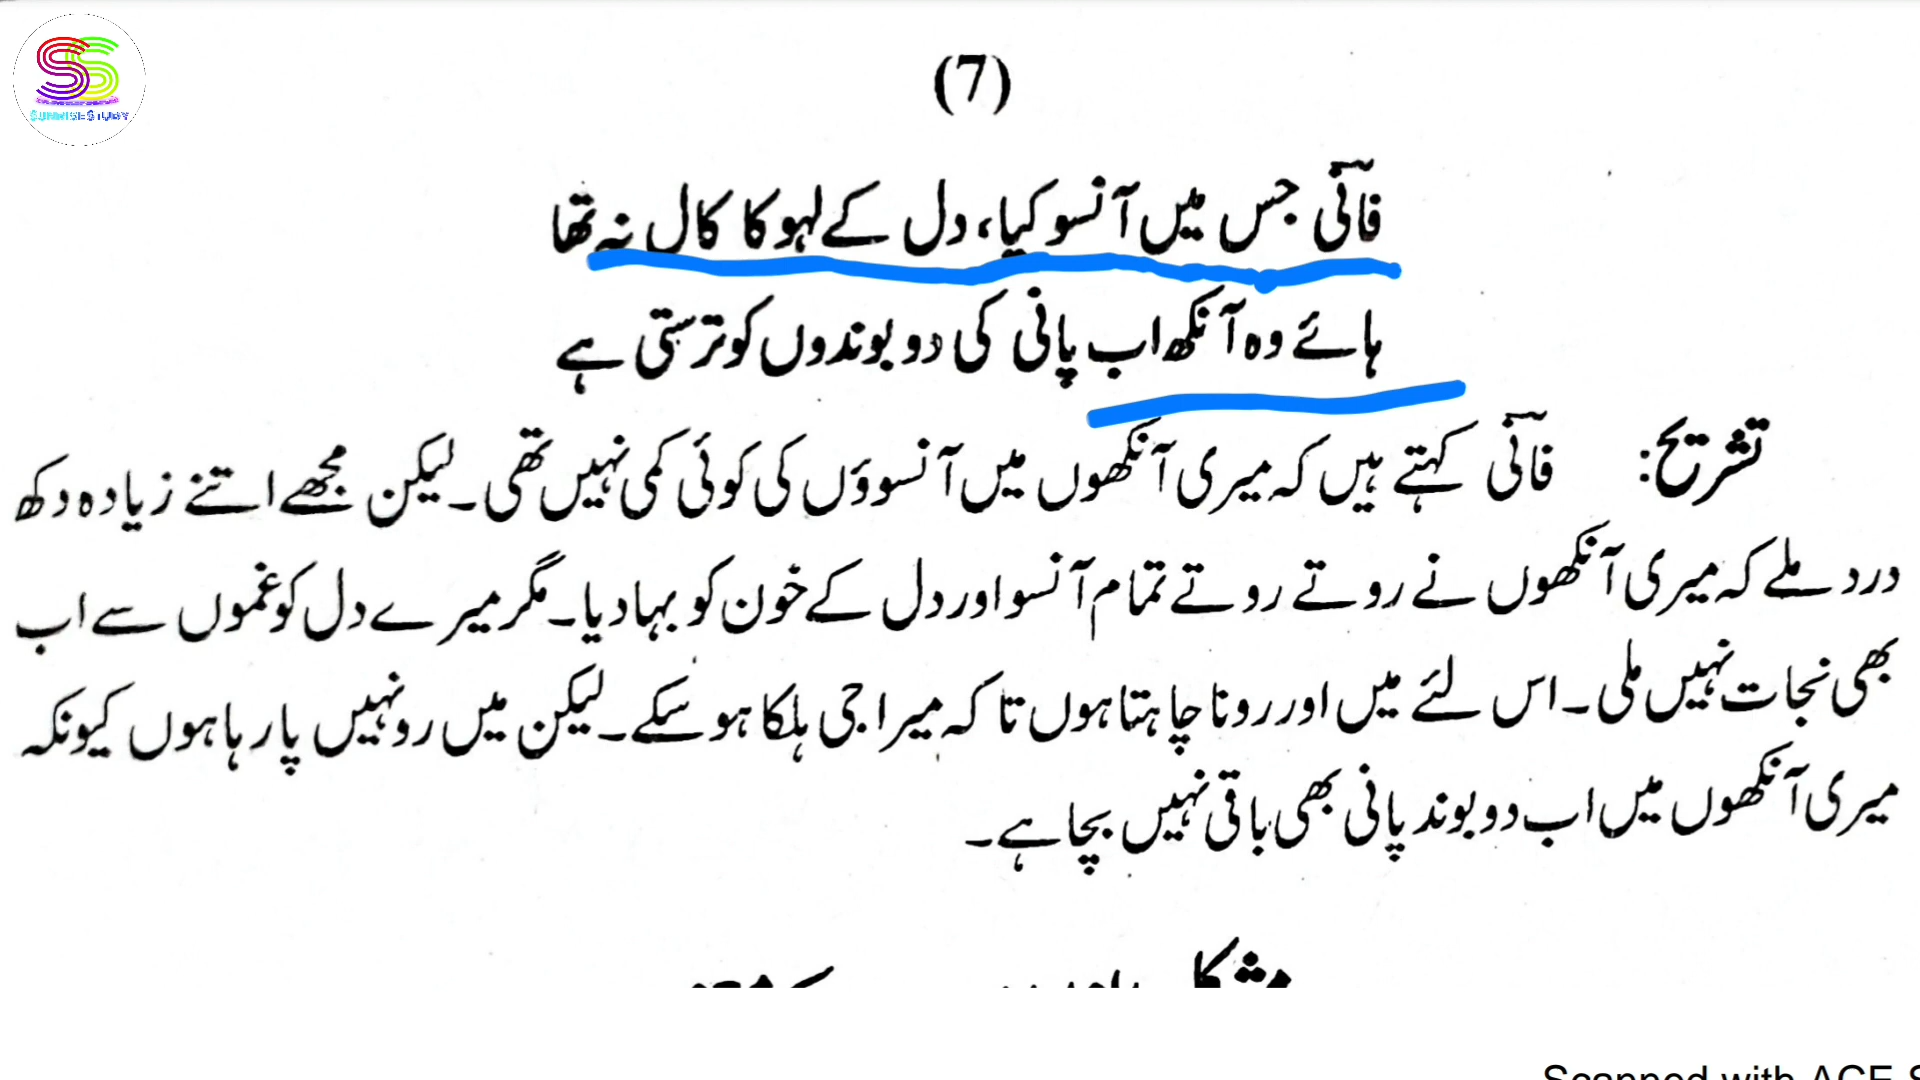 SUNRISESTUDY
(7)
فانؔی جس میں آنسو کیا، دل کے لہو کا کال نہ تھا
ہائے وہ آنکھ اب پانی کی دو بوندوں کو ترستی ہے
تشریح: فانؔی کہتے ہیں کہ میری آنکھوں میں آنسوؤں کی کوئی کمی نہیں تھی۔ لیکن مجھے اتنے زیادہ دکھ
درد ملے کہ میری آنکھوں نے روتے روتے تمام آنسو اور دل کے خون کو بہا دیا۔ مگر میرے دل کو غموں سے اب
بھی نجات نہیں ملی۔ اس لئے میں اور رونا چاہتا ہوں تا کہ میرا جی ہلکا ہو سکے۔ لیکن میں رو نہیں پا رہا ہوں کیونکہ
میری آنکھوں میں اب دو بوند پانی بھی باقی نہیں بچا ہے۔
Scanned with ACE